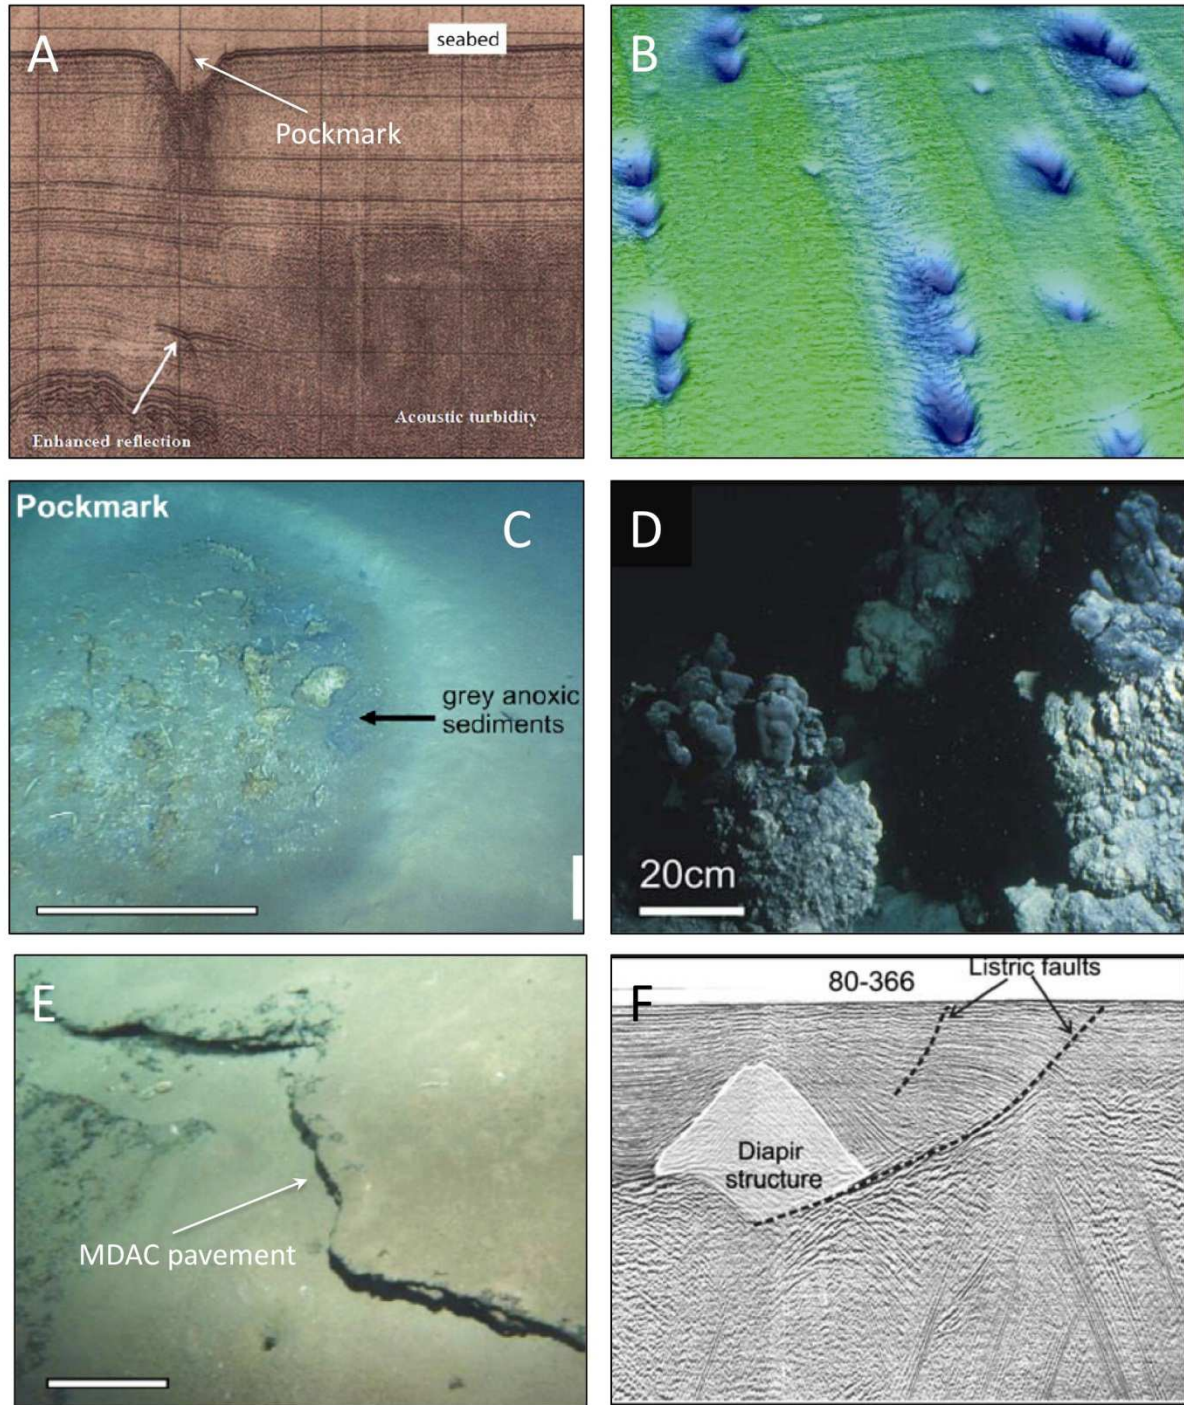 A
seabed
Pockmark
Enhanced reflection
Acoustic turbidity
B
Pockmark
C
grey anoxic
sediments
D
20cm
E
MDAC pavement
F
80-366
Listric faults
Diapir
structure